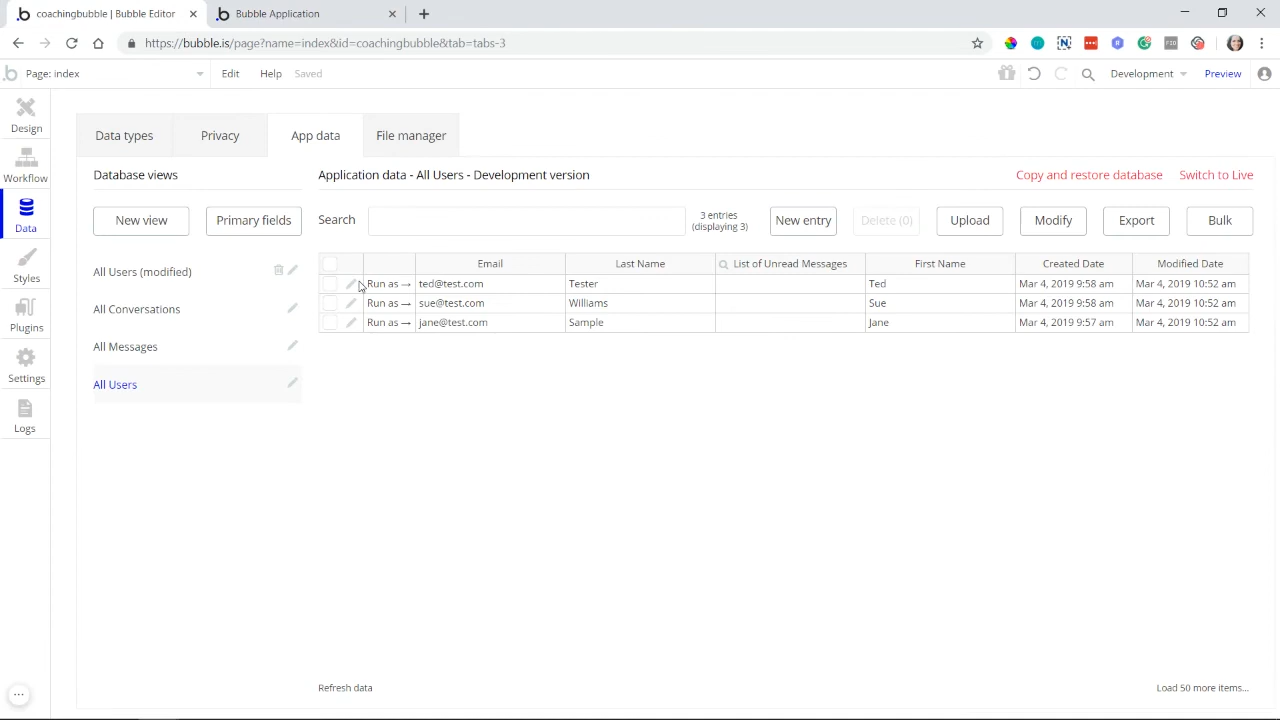 coachingbubble | Bubble Editor
Bubble Application
https://bubble.is/page?name=index&id=coachingbubble&tab=tabs-3
Page: index
Edit
Help
Saved
Development
Preview
Design
Workflow
Data
Styles
Plugins
Settings
Logs
Data types
Privacy
App data
File manager
Database views
New view
Primary fields
All Users (modified)
All Conversations
All Messages
All Users
Application data - All Users - Development version
Copy and restore database
Switch to Live
Search
3 entries
(displaying 3)
New entry
Delete (0)
Upload
Modify
Export
Bulk
Email Last Name List of Unread Messages First Name Created Date Modified Date
Run as → ted@test.com Tester Ted Mar 4, 2019 9:58 am Mar 4, 2019 10:52 am
Run as → sue@test.com Williams Sue Mar 4, 2019 9:58 am Mar 4, 2019 10:52 am
Run as → jane@test.com Sample Jane Mar 4, 2019 9:57 am Mar 4, 2019 10:52 am
Refresh data
Load 50 more items...